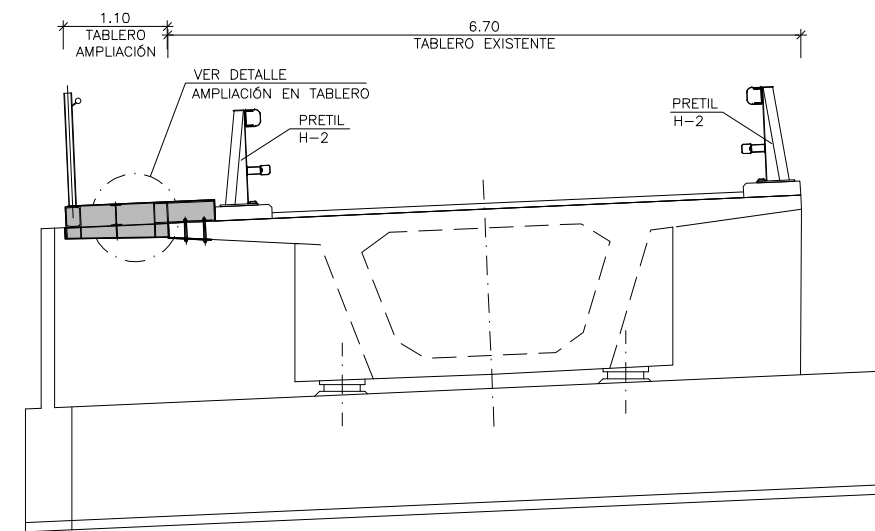 1.10
TABLERO
AMPLIACIÓN
6.70
TABLERO EXISTENTE
VER DETALLE
AMPLIACIÓN EN TABLERO
PRETIL
H-2
PRETIL
H-2